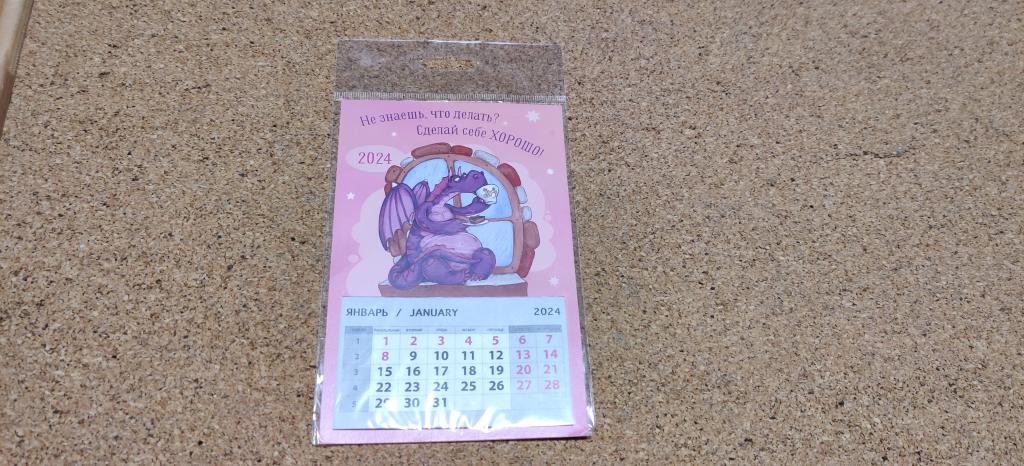 Не знаешь, что делать?
Сделай себе ХОРОШО!
2024
ЯНВАРЬ / JANUARY 2024
1 1 2 3 4 5 6 7
2 8 9 10 11 12 13 14
3 15 16 17 18 19 20 21
4 22 23 24 25 26 27 28
5 29 30 31